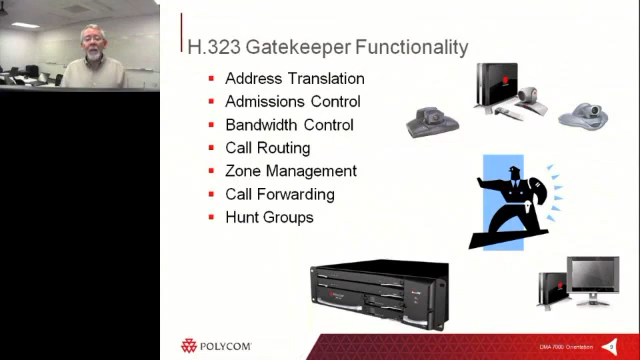 H.323 Gatekeeper Functionality
Address Translation
Admissions Control
Bandwidth Control
Call Routing
Zone Management
Call Forwarding
Hunt Groups
POLYCOM
DMA 7000 Orientation